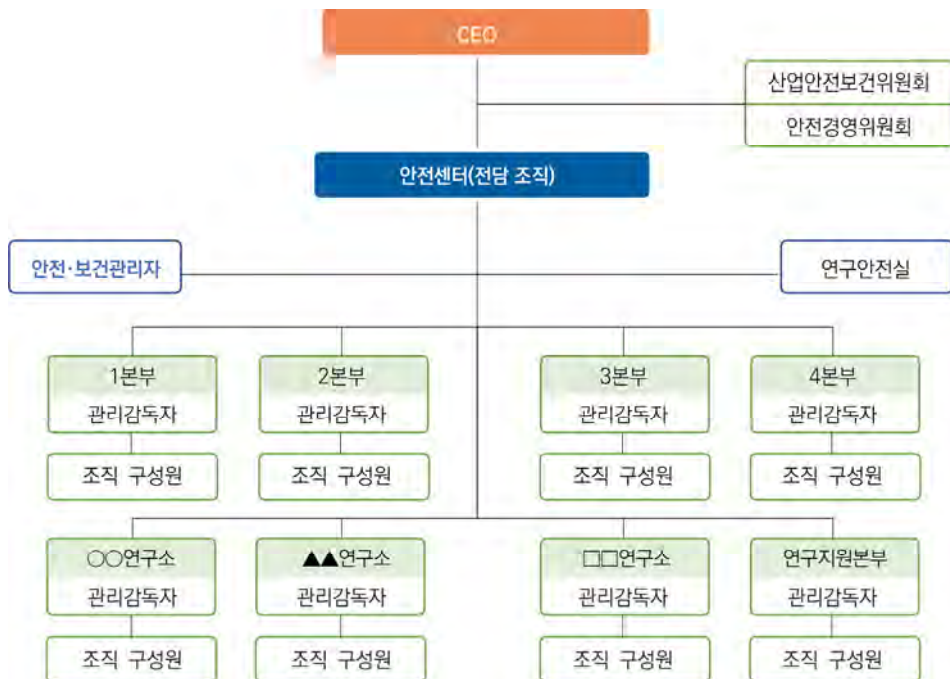 CEO
산업안전보건위원회
안전경영위원회
안전센터(전담 조직)
안전·보건관리자
연구안전실
1본부
2본부
3본부
4본부
관리감독자
관리감독자
관리감독자
관리감독자
조직 구성원
조직 구성원
조직 구성원
조직 구성원
○○연구소
▲▲연구소
□□연구소
연구지원본부
관리감독자
관리감독자
관리감독자
관리감독자
조직 구성원
조직 구성원
조직 구성원
조직 구성원